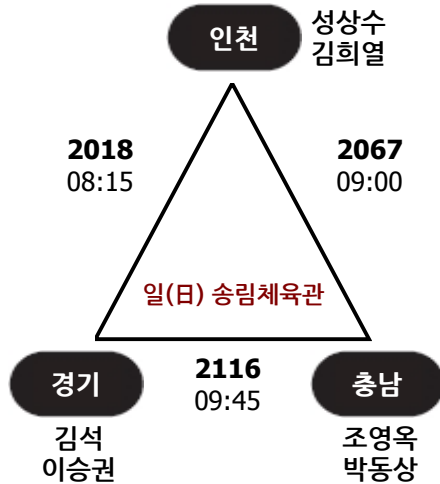 인천
성상수
김희열
2018
08:15
2067
09:00
일(日) 송림체육관
경기
2116
09:45
충남
김석
이승권
조영옥
박동상